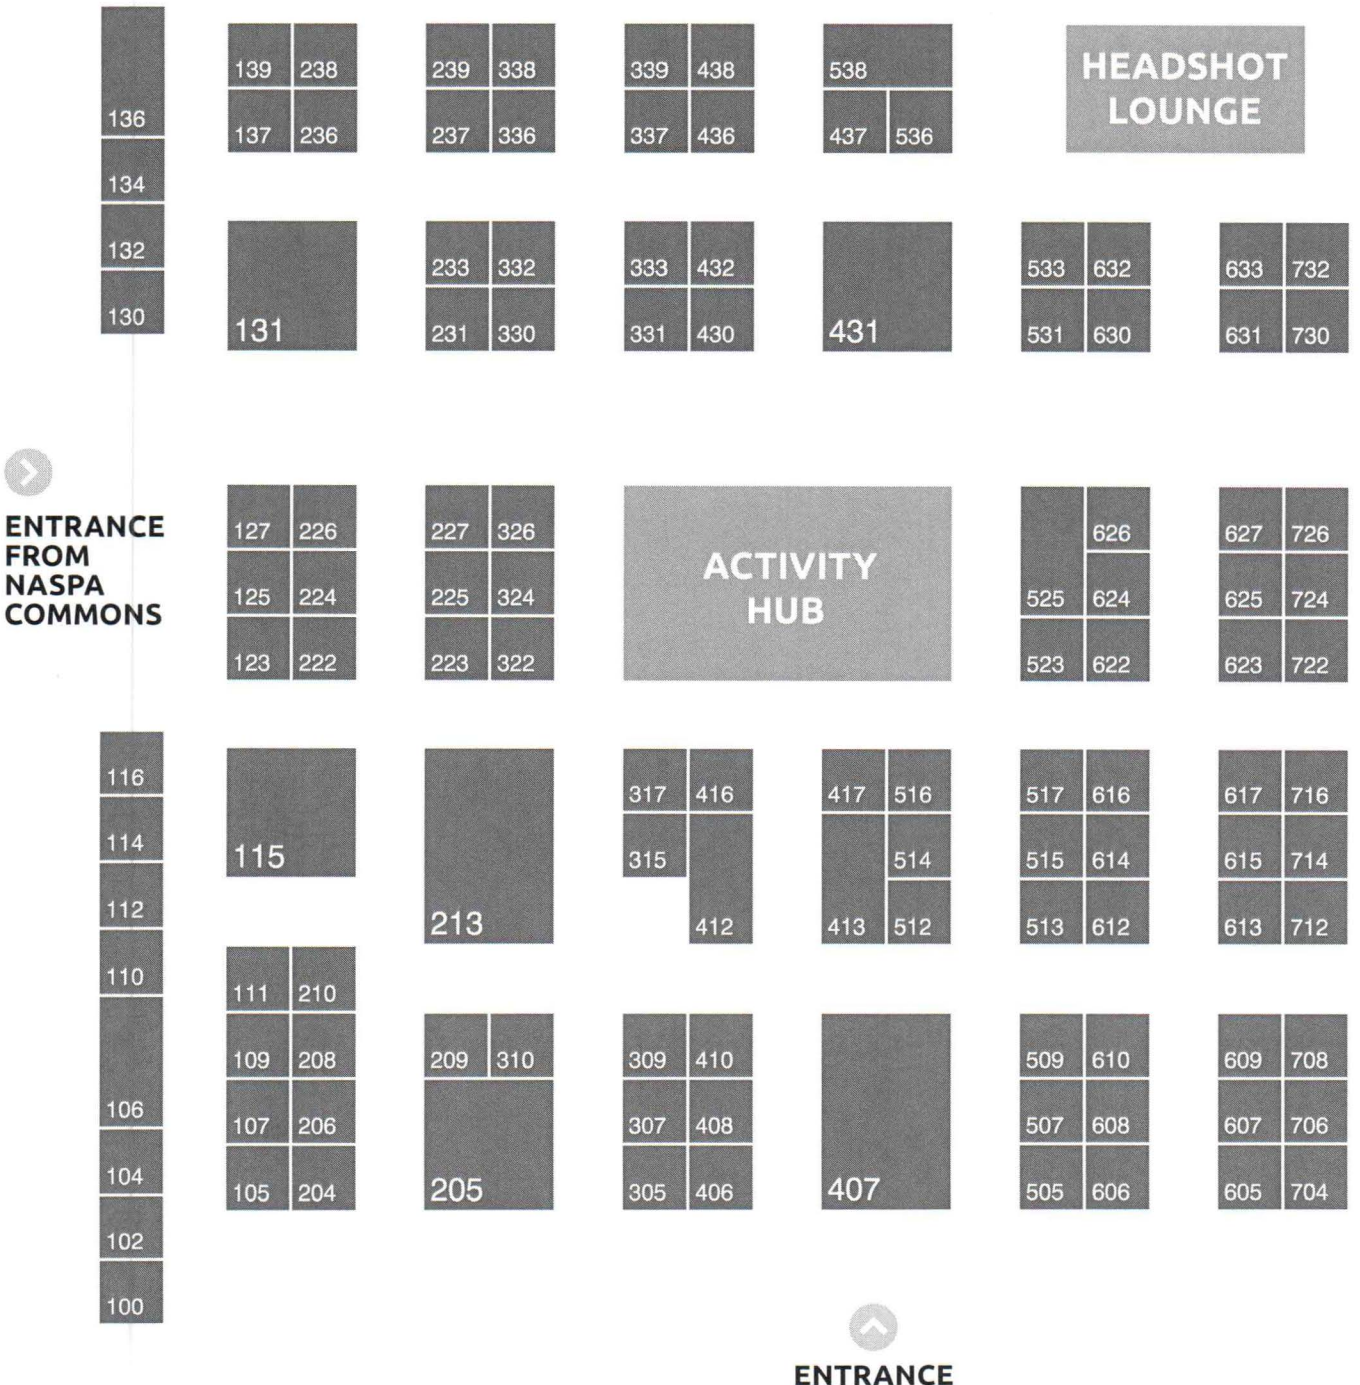 139 238 239 338 339 438 538 HEADSHOT
136 137 236 237 336 337 436 437 536 LOUNGE
134
132 233 332 333 432 533 632 633 732
130 131 231 330 331 430 431 531 630 631 730
ENTRANCE 127 226 227 326 626 627 726
FROM ACTIVITY
NASPA 125 224 225 324 HUB 525 624 625 724
COMMONS
123 222 223 322 523 622 623 722
116 317 416 417 516 517 616 617 716
114 115 315 514 515 614 615 714
112 213 412 413 512 513 612 613 712
110 111 210
109 208 209 310 309 410 509 610 609 708
106 107 206 307 408 507 608 607 706
104 105 204 205 305 406 407 505 606 605 704
102
100
ENTRANCE